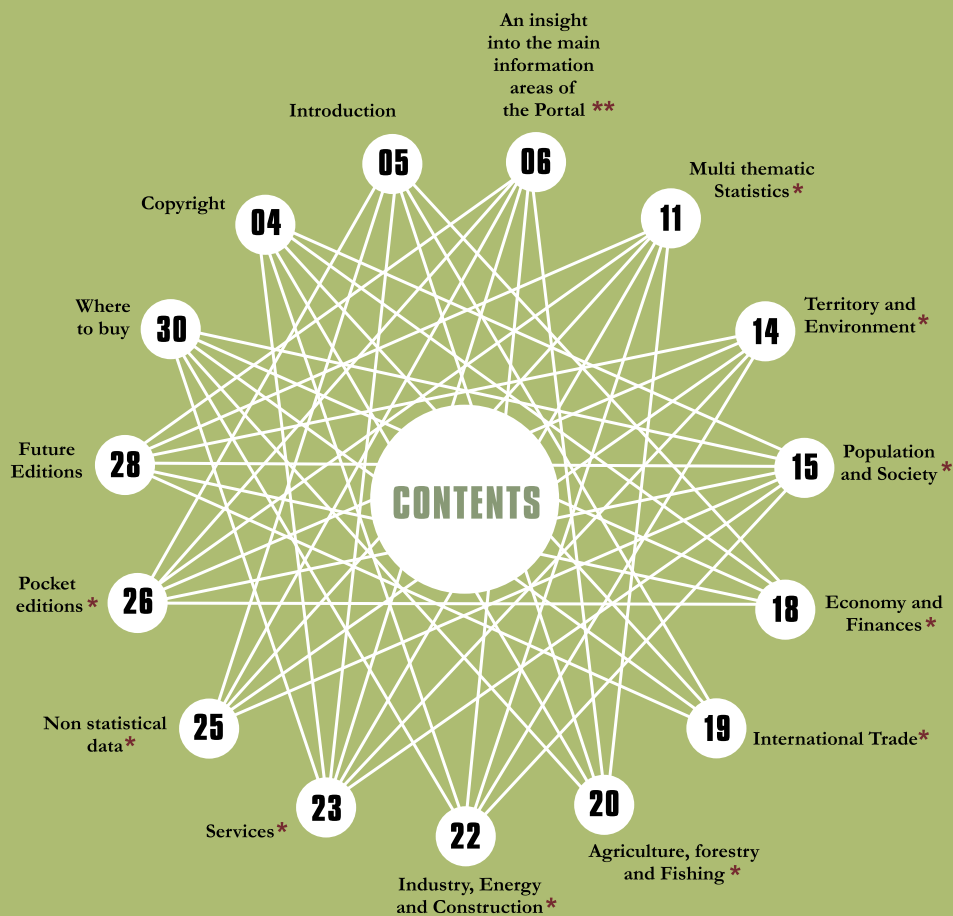 An insight
into the main
information
areas of
the Portal **
06
Introduction
05
Copyright
04
Multi thematic
Statistics *
11
Where
to buy
30
Territory and
Environment *
14
Future
Editions
28
Population
and Society *
15
CONTENTS
Pocket
editions *
26
Economy and
Finances *
18
Non statistical
data *
25
International Trade *
19
Services *
23
Industry, Energy
and Construction *
22
Agriculture, forestry
and Fishing *
20